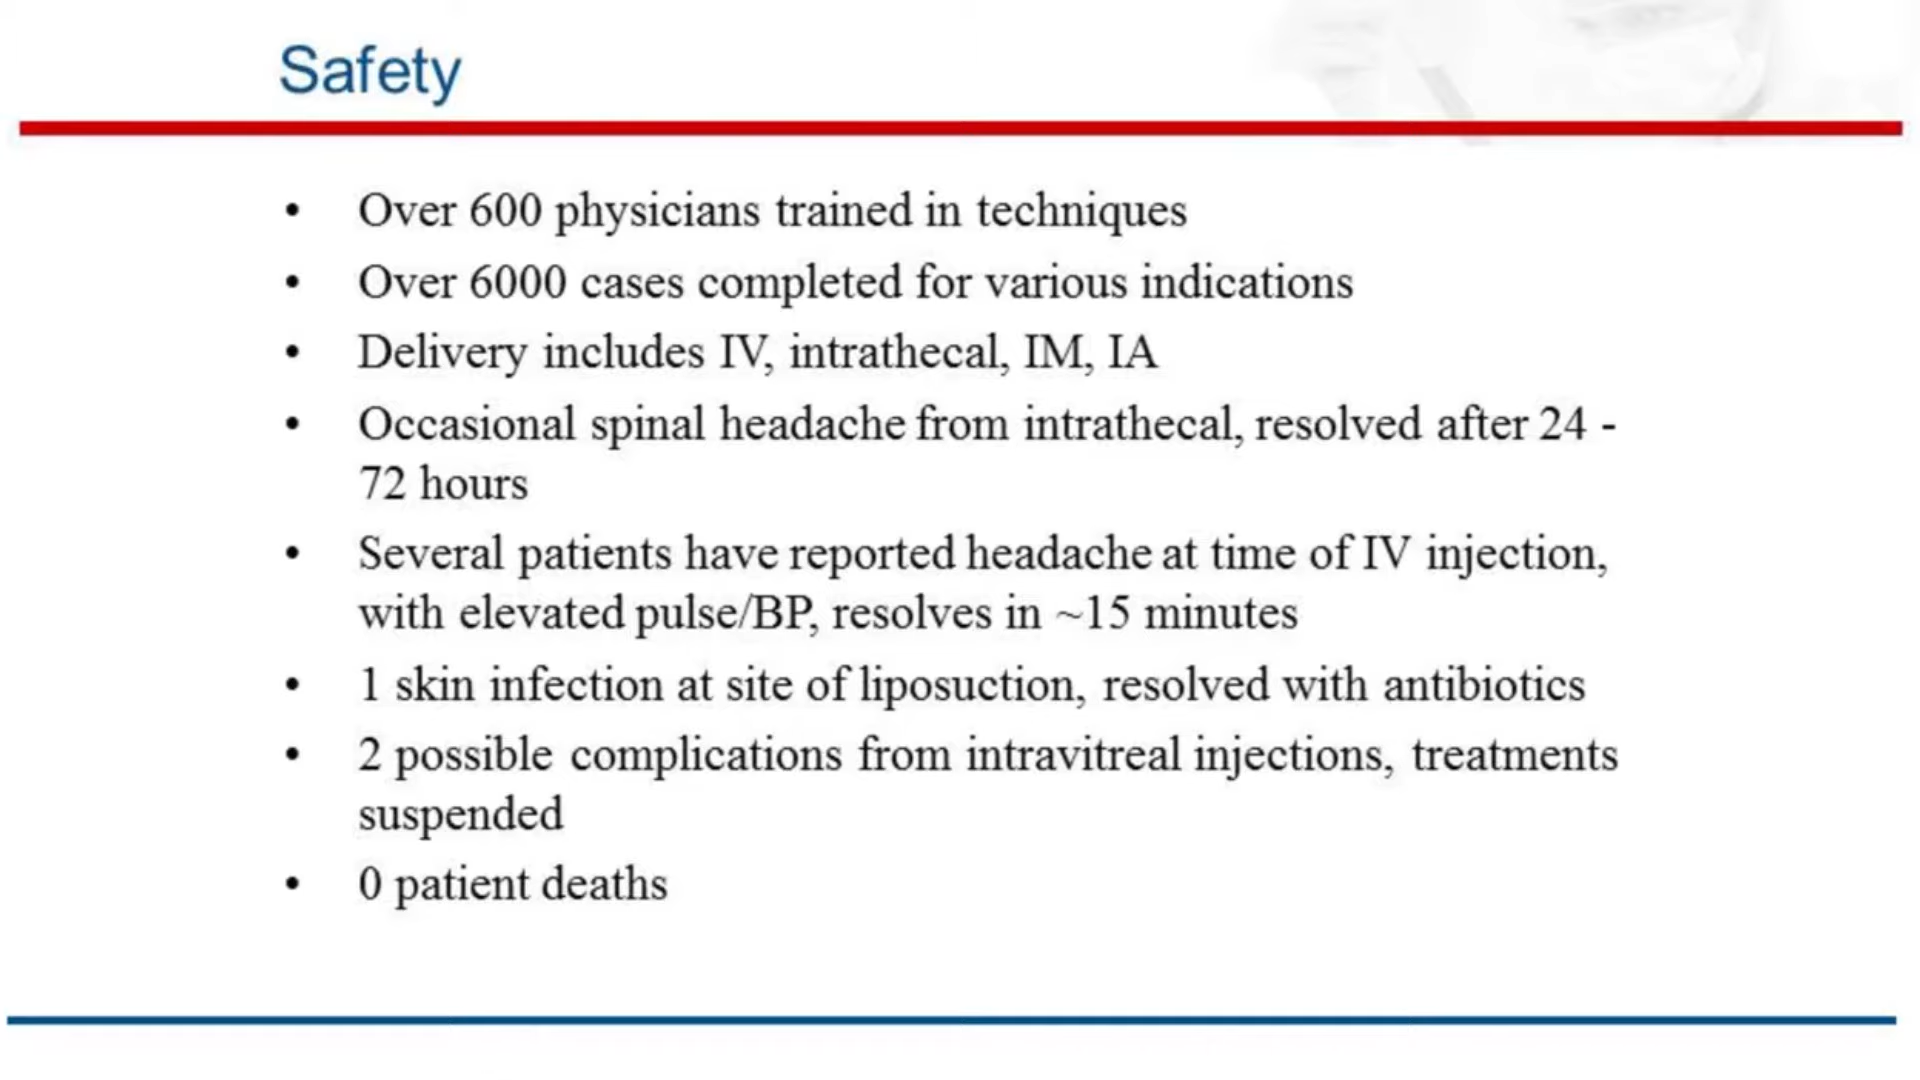 Safety
• Over 600 physicians trained in techniques
• Over 6000 cases completed for various indications
• Delivery includes IV, intrathecal, IM, IA
• Occasional spinal headache from intrathecal, resolved after 24 -
72 hours
• Several patients have reported headache at time of IV injection,
with elevated pulse/BP, resolves in ~15 minutes
• 1 skin infection at site of liposuction, resolved with antibiotics
• 2 possible complications from intravitreal injections, treatments
suspended
• 0 patient deaths